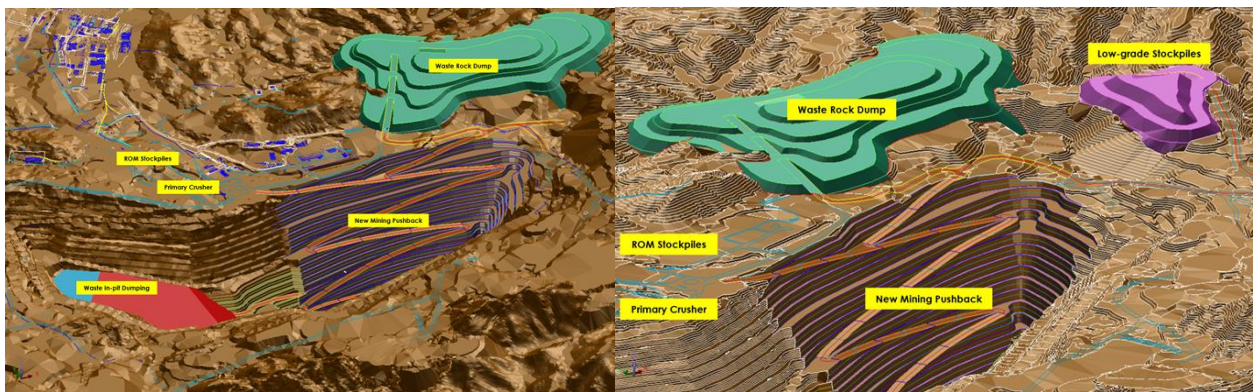 Waste Rock Dump
ROM Stockpiles
Primary Crusher
New Mining Pushback
Waste In-pit Dumping
Low-grade Stockpiles
Waste Rock Dump
ROM Stockpiles
New Mining Pushback
Primary Crusher